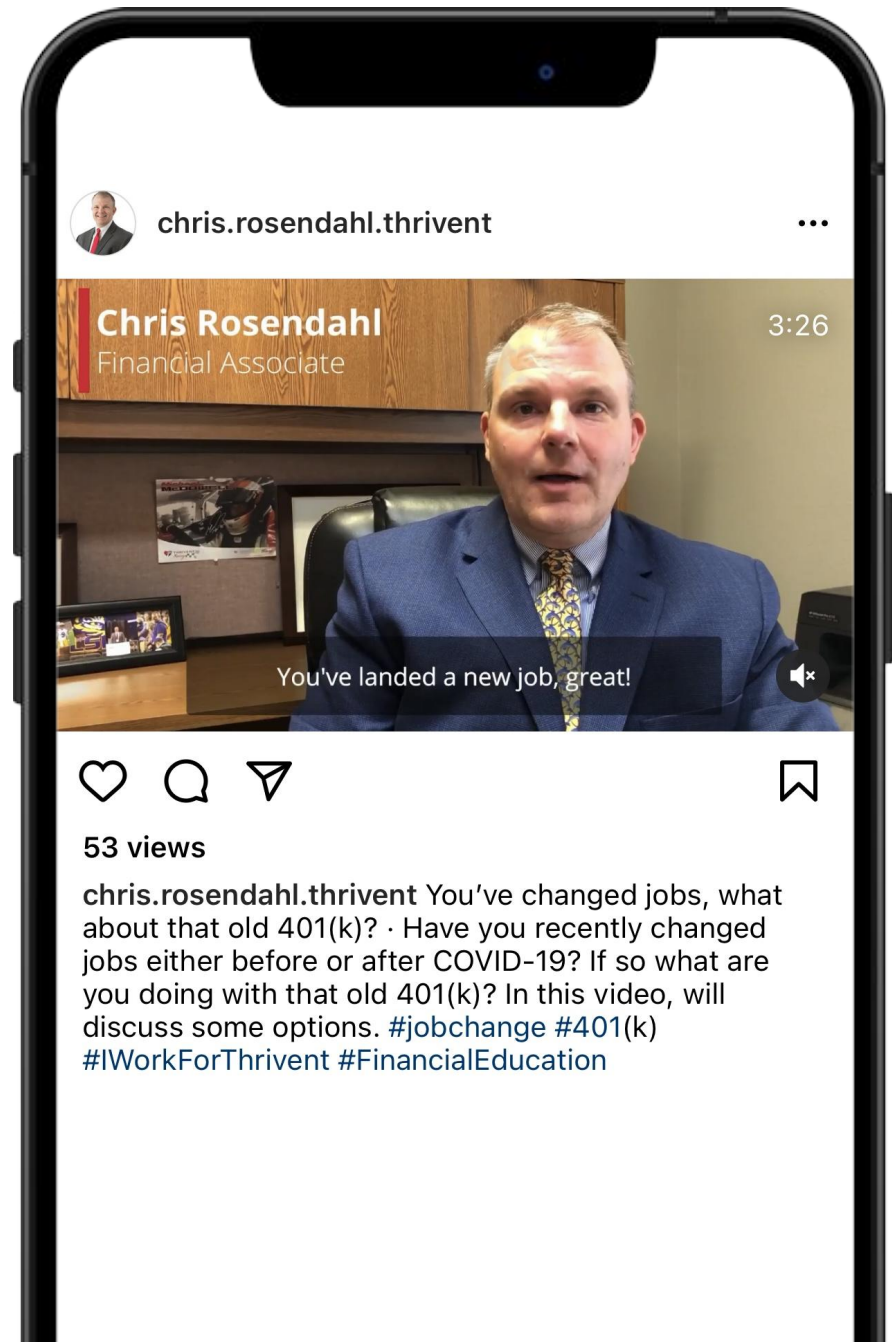 chris.rosendahl.thrivent
Chris Rosendahl
Financial Associate
3:26
You've landed a new job, great!
53 views
chris.rosendahl.thrivent You’ve changed jobs, what
about that old 401(k)? · Have you recently changed
jobs either before or after COVID-19? If so what are
you doing with that old 401(k)? In this video, will
discuss some options. #jobchange #401(k)
#IWorkForThrivent #FinancialEducation